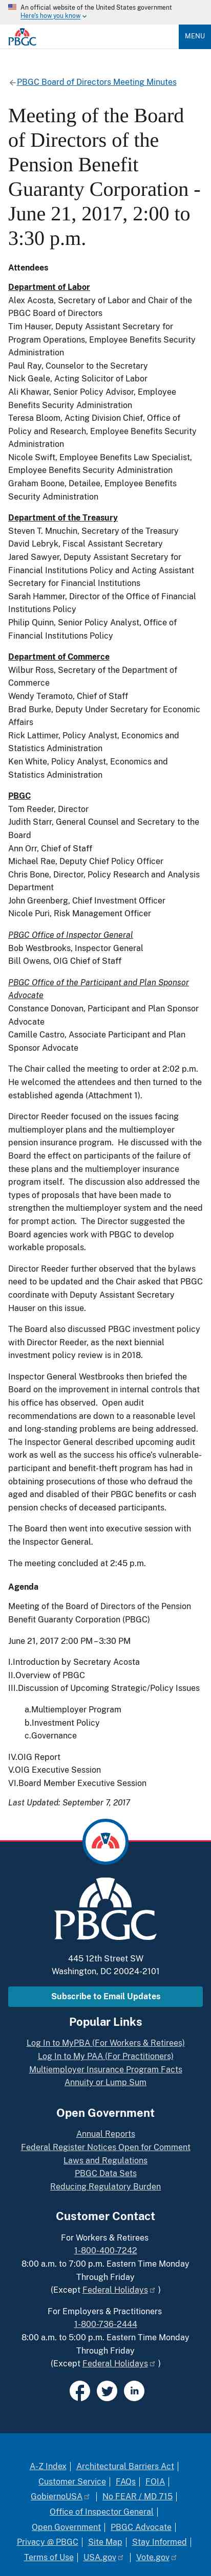 An official website of the United States government
Here's how you know
PBGC
MENU
PBGC Board of Directors Meeting Minutes
Meeting of the Board
of Directors of the
Pension Benefit
Guaranty Corporation -
June 21, 2017, 2:00 to
3:30 p.m.
Attendees
Department of Labor
Alex Acosta, Secretary of Labor and Chair of the
PBGC Board of Directors
Tim Hauser, Deputy Assistant Secretary for
Program Operations, Employee Benefits Security
Administration
Paul Ray, Counselor to the Secretary
Nick Geale, Acting Solicitor of Labor
Ali Khawar, Senior Policy Advisor, Employee
Benefits Security Administration
Teresa Bloom, Acting Division Chief, Office of
Policy and Research, Employee Benefits Security
Administration
Nicole Swift, Employee Benefits Law Specialist,
Employee Benefits Security Administration
Graham Boone, Detailee, Employee Benefits
Security Administration
Department of the Treasury
Steven T. Mnuchin, Secretary of the Treasury
David Lebryk, Fiscal Assistant Secretary
Jared Sawyer, Deputy Assistant Secretary for
Financial Institutions Policy and Acting Assistant
Secretary for Financial Institutions
Sarah Hammer, Director of the Office of Financial
Institutions Policy
Philip Quinn, Senior Policy Analyst, Office of
Financial Institutions Policy
Department of Commerce
Wilbur Ross, Secretary of the Department of
Commerce
Wendy Teramoto, Chief of Staff
Brad Burke, Deputy Under Secretary for Economic
Affairs
Rick Lattimer, Policy Analyst, Economics and
Statistics Administration
Ken White, Policy Analyst, Economics and
Statistics Administration
PBGC
Tom Reeder, Director
Judith Starr, General Counsel and Secretary to the
Board
Ann Orr, Chief of Staff
Michael Rae, Deputy Chief Policy Officer
Chris Bone, Director, Policy Research and Analysis
Department
John Greenberg, Chief Investment Officer
Nicole Puri, Risk Management Officer
PBGC Office of Inspector General
Bob Westbrooks, Inspector General
Bill Owens, OIG Chief of Staff
PBGC Office of the Participant and Plan Sponsor
Advocate
Constance Donovan, Participant and Plan Sponsor
Advocate
Camille Castro, Associate Participant and Plan
Sponsor Advocate
The Chair called the meeting to order at 2:02 p.m.
He welcomed the attendees and then turned to the
established agenda (Attachment 1).
Director Reeder focused on the issues facing
multiemployer plans and the multiemployer
pension insurance program.  He discussed with the
Board the effect on participants of the failure of
these plans and the multiemployer program itself,
including their timing.  The discussion also addressed
the types of proposals that have been made to
strengthen the system and the need for structural
changes going forward.  The Director suggested the
Board agencies work with PBGC to develop
workable proposals.
Director Reeder further observed that the bylaws
need to be updated and the Chair asked that PBGC
coordinate with Deputy Assistant Secretary
Hauser on this issue.
The Board also discussed PBGC investment policy
with Director Reeder, as the next biennial
investment policy review is in 2018.
Inspector General Westbrooks then briefed the
Board on the improvement in internal controls that
has occurred since 2016.  Open audit
recommendations are down to a reasonable level
and longstanding problems are being addressed.
The Inspector General described upcoming audit
work as well as the success his office's vulnerable-
participant and benefit-theft program has had in
stopping employees who were defrauding the
aged and disabled of their PBGC pension checks
or cashing pension benefit checks on behalf of
pensioners of deceased participants.
The Board then went into executive session with
the Inspector General.
The meeting concluded at 2:45 p.m.
Agenda
Meeting of the Board of Directors of the Pension
Benefit Guaranty Corporation (PBGC)
June 21, 2017 2:00 PM – 3:30 PM
I.Introduction by Secretary Acosta
II.Overview of PBGC
III.Discussion of Upcoming Strategic/Policy Issues
a.Multiemployer Program
b.Investment Policy
c.Governance
IV.OIG Report
V.OIG Executive Session
VI.Board Member Executive Session
Last Updated: September 7, 2017
PBGC
445 12th Street SW
Washington, DC 20024-2101
Subscribe to Email Updates
Popular Links
Log In to MyPBA (For Workers & Retirees)
Log In to My PAA (For Practitioners)
Multiemployer Insurance Program Facts
Annuity or Lump Sum
Open Government
Annual Reports
Federal Register Notices Open for Comment
Laws and Regulations
PBGC Data Sets
Reducing Regulatory Burden
Customer Contact
For Workers & Retirees
1-800-400-7242
8:00 a.m. to 7:00 p.m. Eastern Time Monday
Through Friday
(Except Federal Holidays )
For Employers & Practitioners
1-800-736-2444
8:00 a.m. to 5:00 p.m. Eastern Time Monday
Through Friday
(Except Federal Holidays )
A-Z Index | Architectural Barriers Act |
Customer Service | FAQs | FOIA |
GobiernoUSA | No FEAR / MD 715 |
Office of Inspector General |
Open Government | PBGC Advocate |
Privacy @ PBGC | Site Map | Stay Informed |
Terms of Use | USA.gov | Vote.gov |